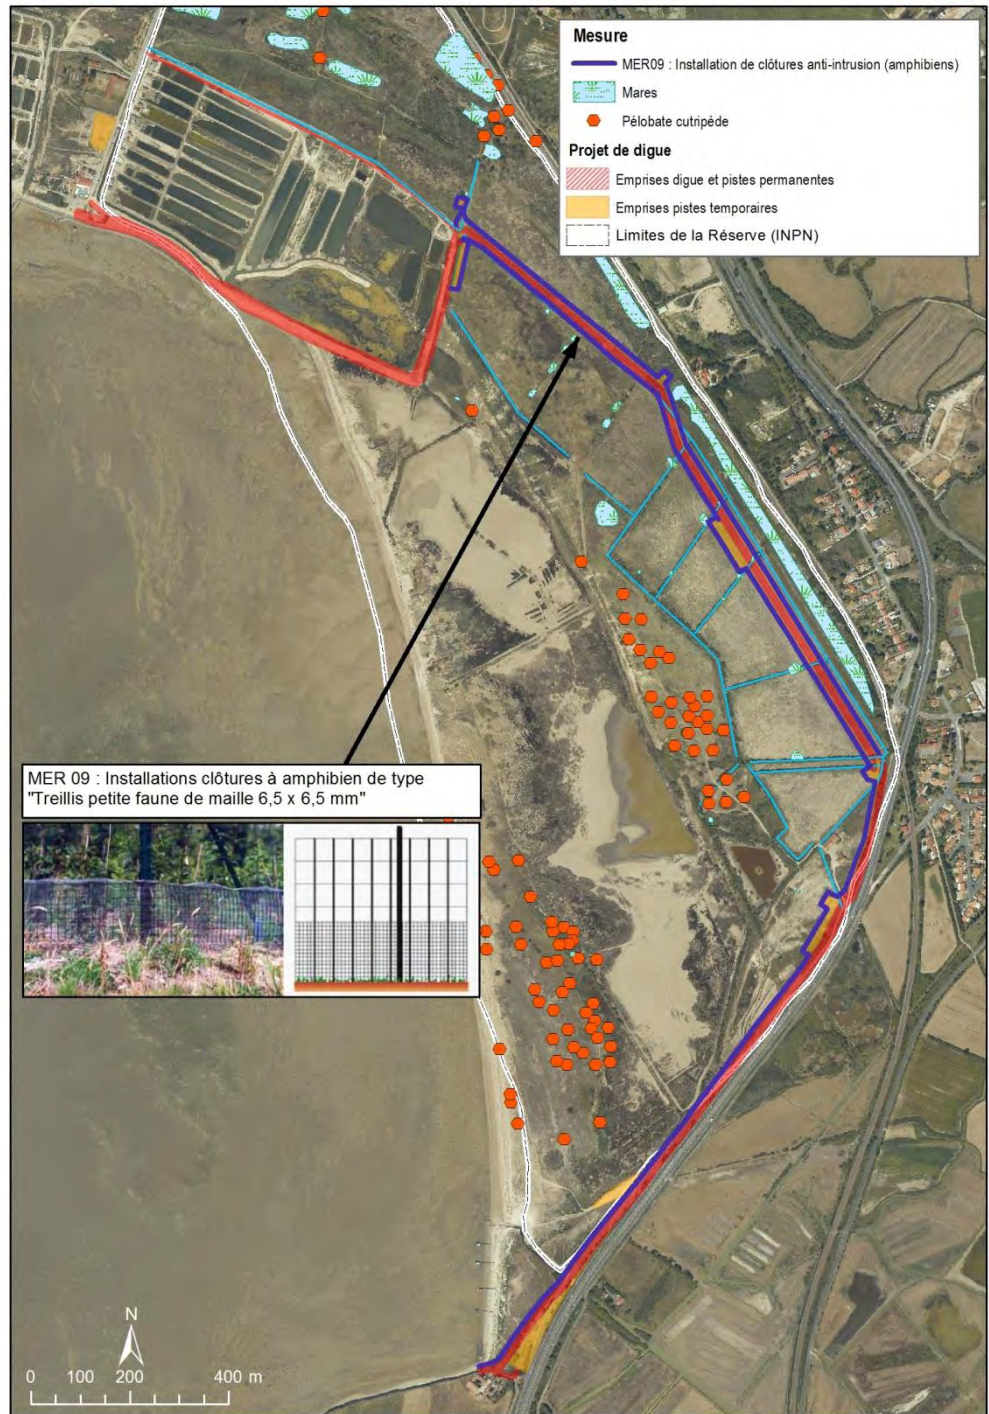 Mesure
MER09 : Installation de clôtures anti-intrusion (amphibiens)
Mares
Pélobate cutripède
Projet de digue
Emprises digue et pistes permanentes
Emprises pistes temporaires
Limites de la Réserve (INPN)
MER 09 : Installations clôtures à amphibien de type
"Treillis petite faune de maille 6,5 x 6,5 mm"
N
0 100 200 400 m